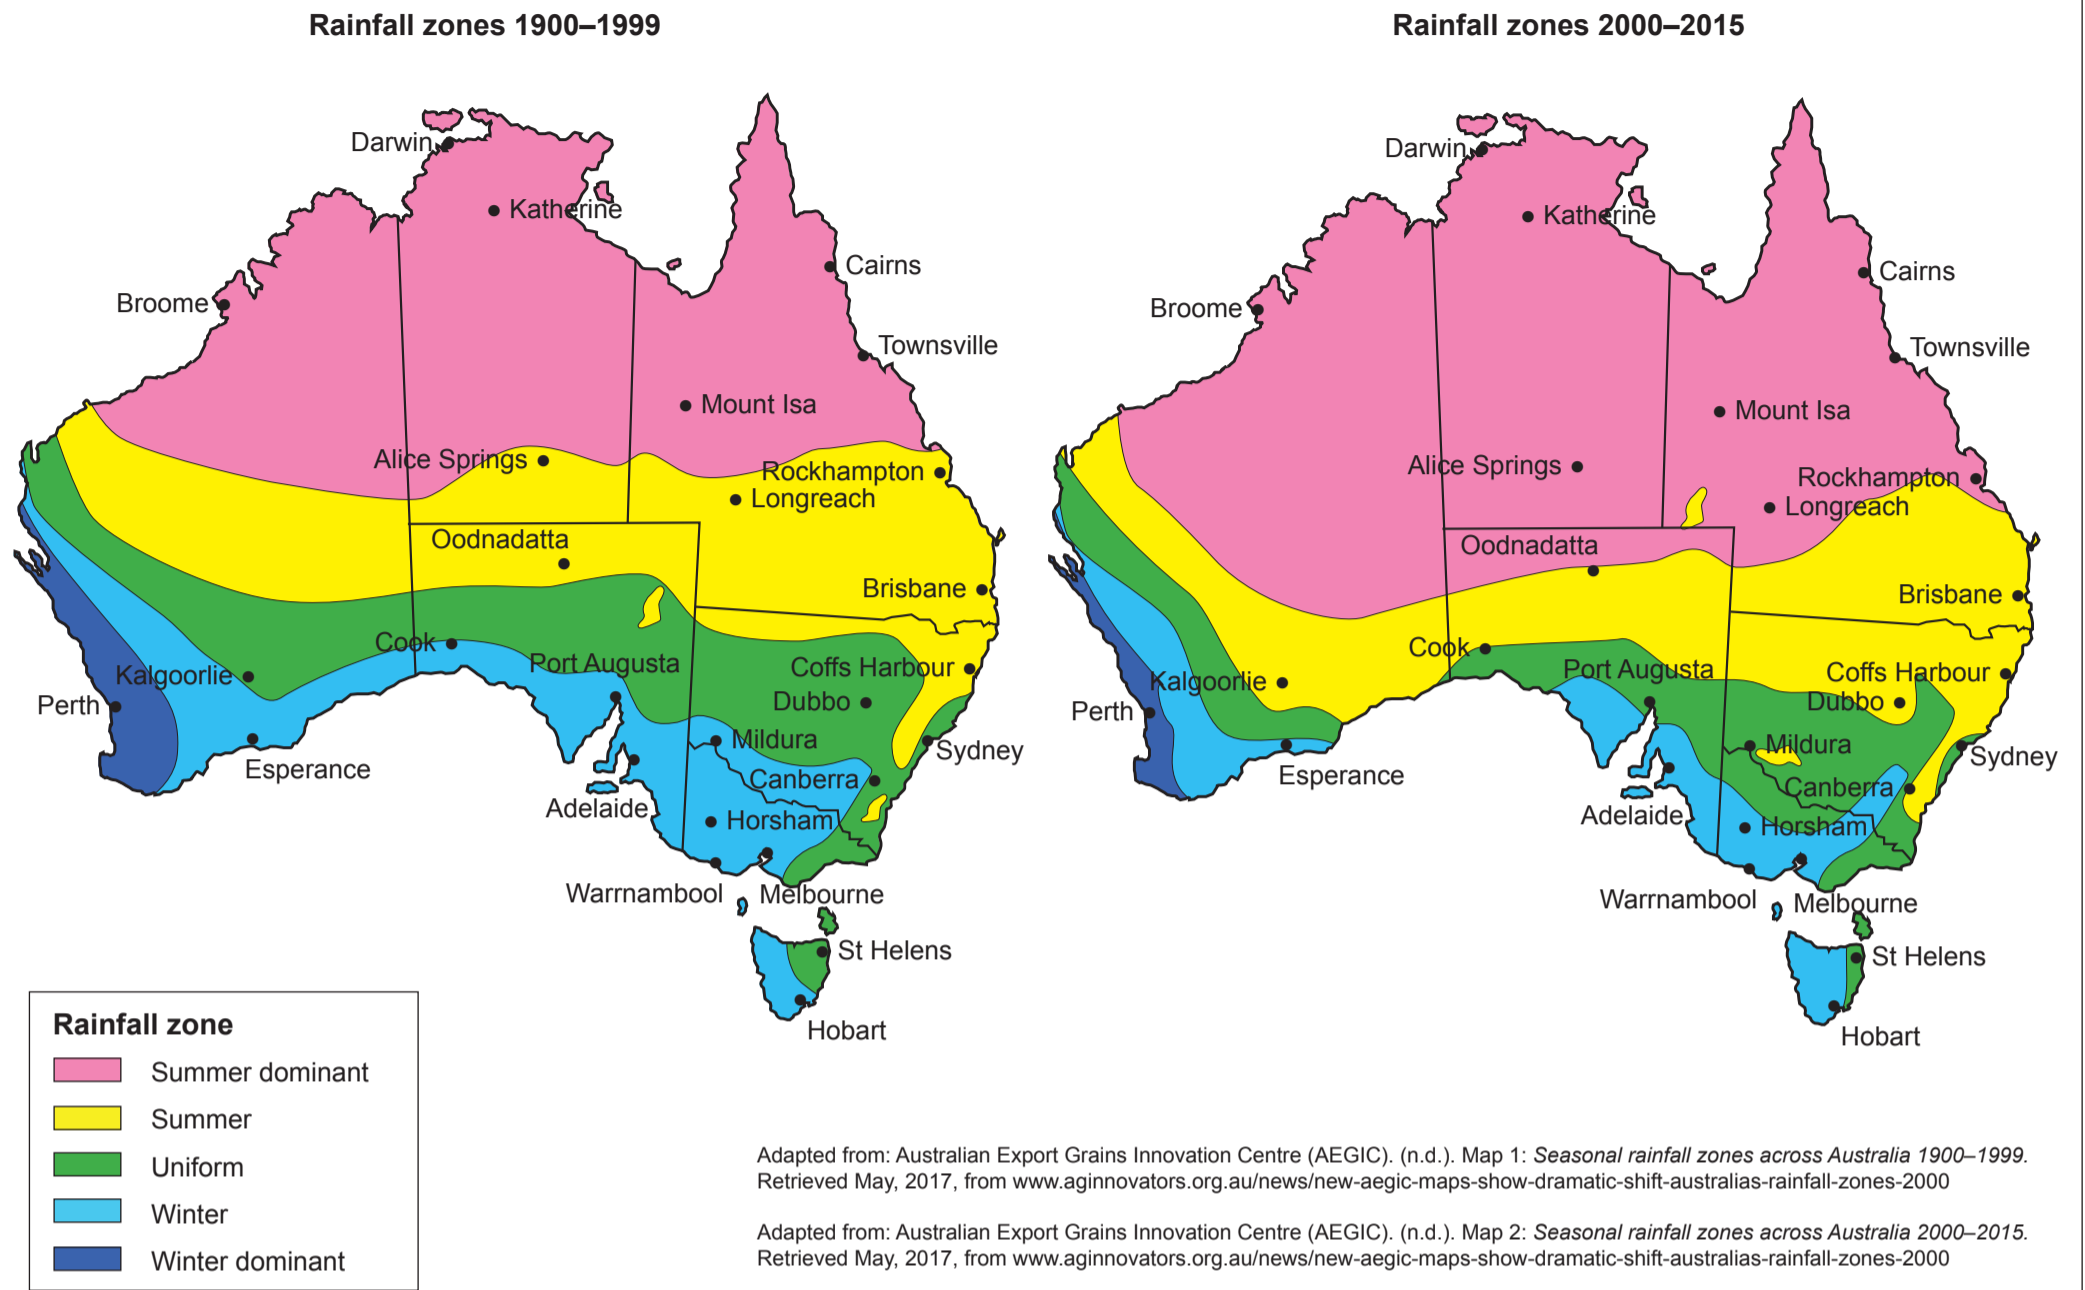 Rainfall zones 1900–1999
Darwin
Katherine
Cairns
Broome
Townsville
Mount Isa
Alice Springs
Rockhampton
Longreach
Oodnadatta
Brisbane
Cook
Port Augusta
Coffs Harbour
Kalgoorlie
Dubbo
Perth
Mildura
Sydney
Esperance
Canberra
Adelaide
Horsham
Warrnambool
Melbourne
St Helens
Hobart
Rainfall zones 2000–2015
Darwin
Katherine
Cairns
Broome
Townsville
Mount Isa
Alice Springs
Rockhampton
Longreach
Oodnadatta
Brisbane
Cook
Port Augusta
Coffs Harbour
Kalgoorlie
Dubbo
Perth
Mildura
Sydney
Esperance
Canberra
Adelaide
Horsham
Warrnambool
Melbourne
St Helens
Hobart
Rainfall zone
Summer dominant
Summer
Uniform
Winter
Winter dominant
Adapted from: Australian Export Grains Innovation Centre (AEGIC). (n.d.). Map 1: Seasonal rainfall zones across Australia 1900–1999.
Retrieved May, 2017, from www.aginnovators.org.au/news/new-aegic-maps-show-dramatic-shift-australias-rainfall-zones-2000
Adapted from: Australian Export Grains Innovation Centre (AEGIC). (n.d.). Map 2: Seasonal rainfall zones across Australia 2000–2015.
Retrieved May, 2017, from www.aginnovators.org.au/news/new-aegic-maps-show-dramatic-shift-australias-rainfall-zones-2000